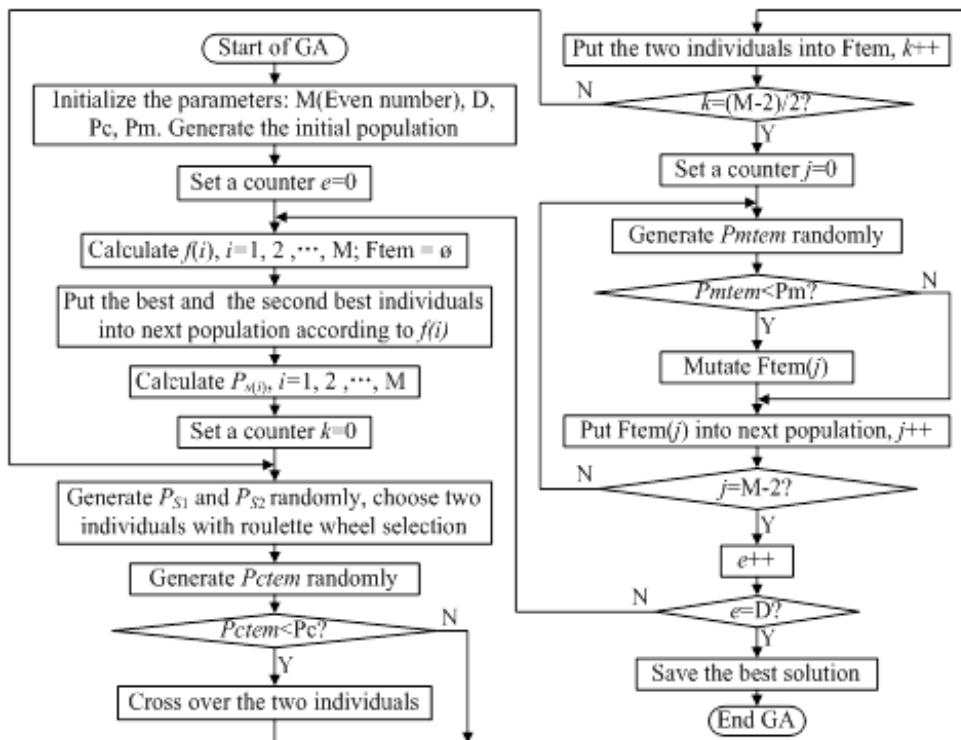 Start of GA
Initialize the parameters: M(Even number), D,
Pc, Pm. Generate the initial population
Set a counter e=0
Calculate f(i), i=1, 2 ,⋯, M; Ftem = ø
Put the best and the second best individuals
into next population according to f(i)
Calculate Ps(i), i=1, 2 ,⋯, M
Set a counter k=0
Generate PS1 and PS2 randomly, choose two
individuals with roulette wheel selection
Generate Pctem randomly
Pctem<Pc?
N
Y
Cross over the two individuals
Put the two individuals into Ftem, k++
N
k=(M-2)/2?
Y
Set a counter j=0
Generate Pmtem randomly
Pmtem<Pm?
N
Y
Mutate Ftem(j)
Put Ftem(j) into next population, j++
N
j=M-2?
Y
e++
N
e=D?
Y
Save the best solution
End GA